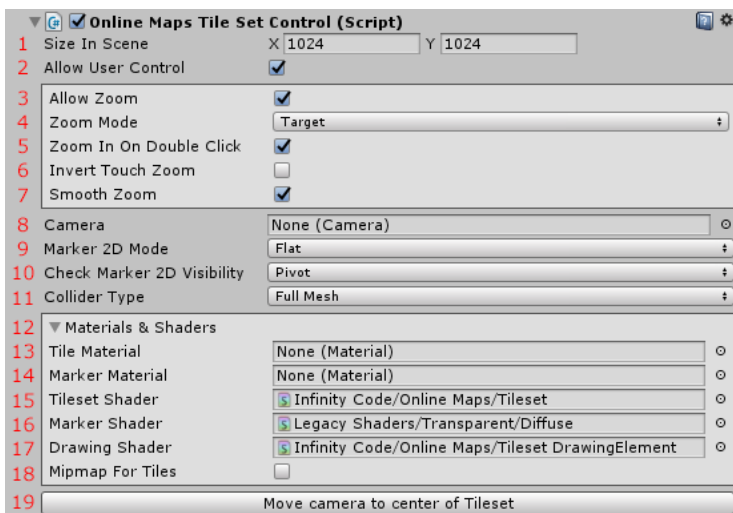 Online Maps Tile Set Control (Script)
1 Size In Scene X 1024 Y 1024
2 Allow User Control
3 Allow Zoom
4 Zoom Mode Target
5 Zoom In On Double Click
6 Invert Touch Zoom
7 Smooth Zoom
8 Camera None (Camera)
9 Marker 2D Mode Flat
10 Check Marker 2D Visibility Pivot
11 Collider Type Full Mesh
12 Materials & Shaders
13 Tile Material None (Material)
14 Marker Material None (Material)
15 Tileset Shader Infinity Code/Online Maps/Tileset
16 Marker Shader Legacy Shaders/Transparent/Diffuse
17 Drawing Shader Infinity Code/Online Maps/Tileset DrawingElement
18 Mipmap For Tiles
19 Move camera to center of Tileset